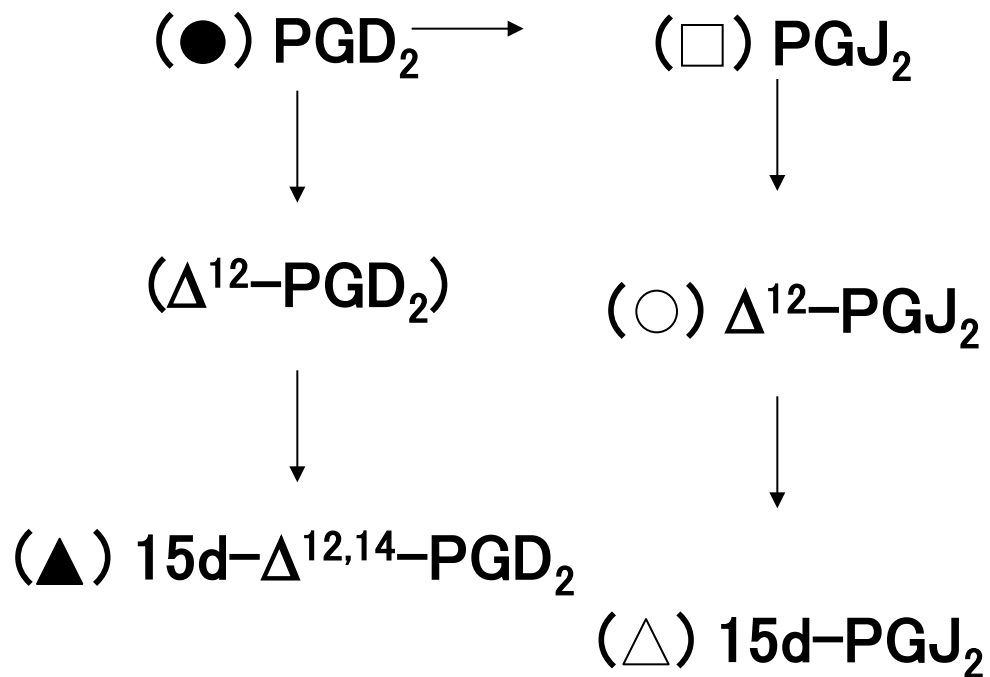 (●) PGD₂
(□) PGJ₂
(Δ¹²−PGD₂)
(○) Δ¹²−PGJ₂
(▲) 15d−Δ¹²,¹⁴−PGD₂
(△) 15d−PGJ₂